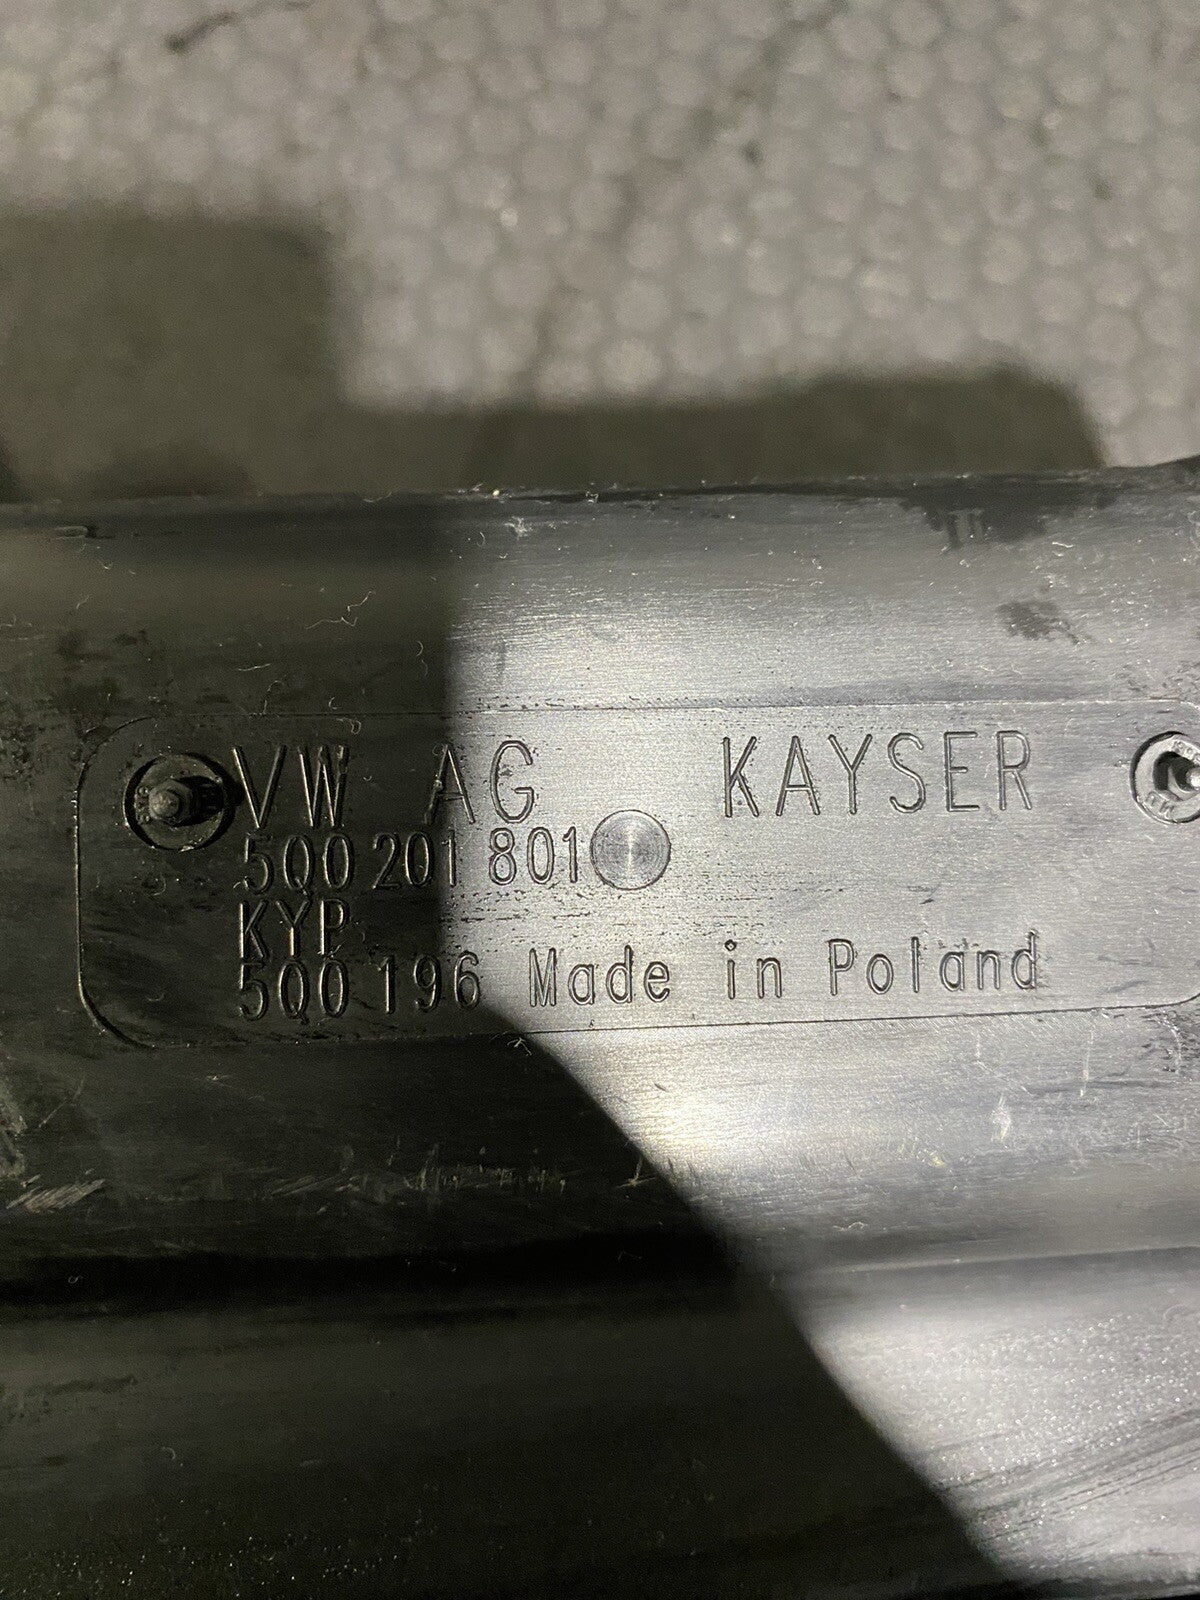 VW AG KAYSER
5Q0 201 801
KYP
5Q0 196 Made in Poland